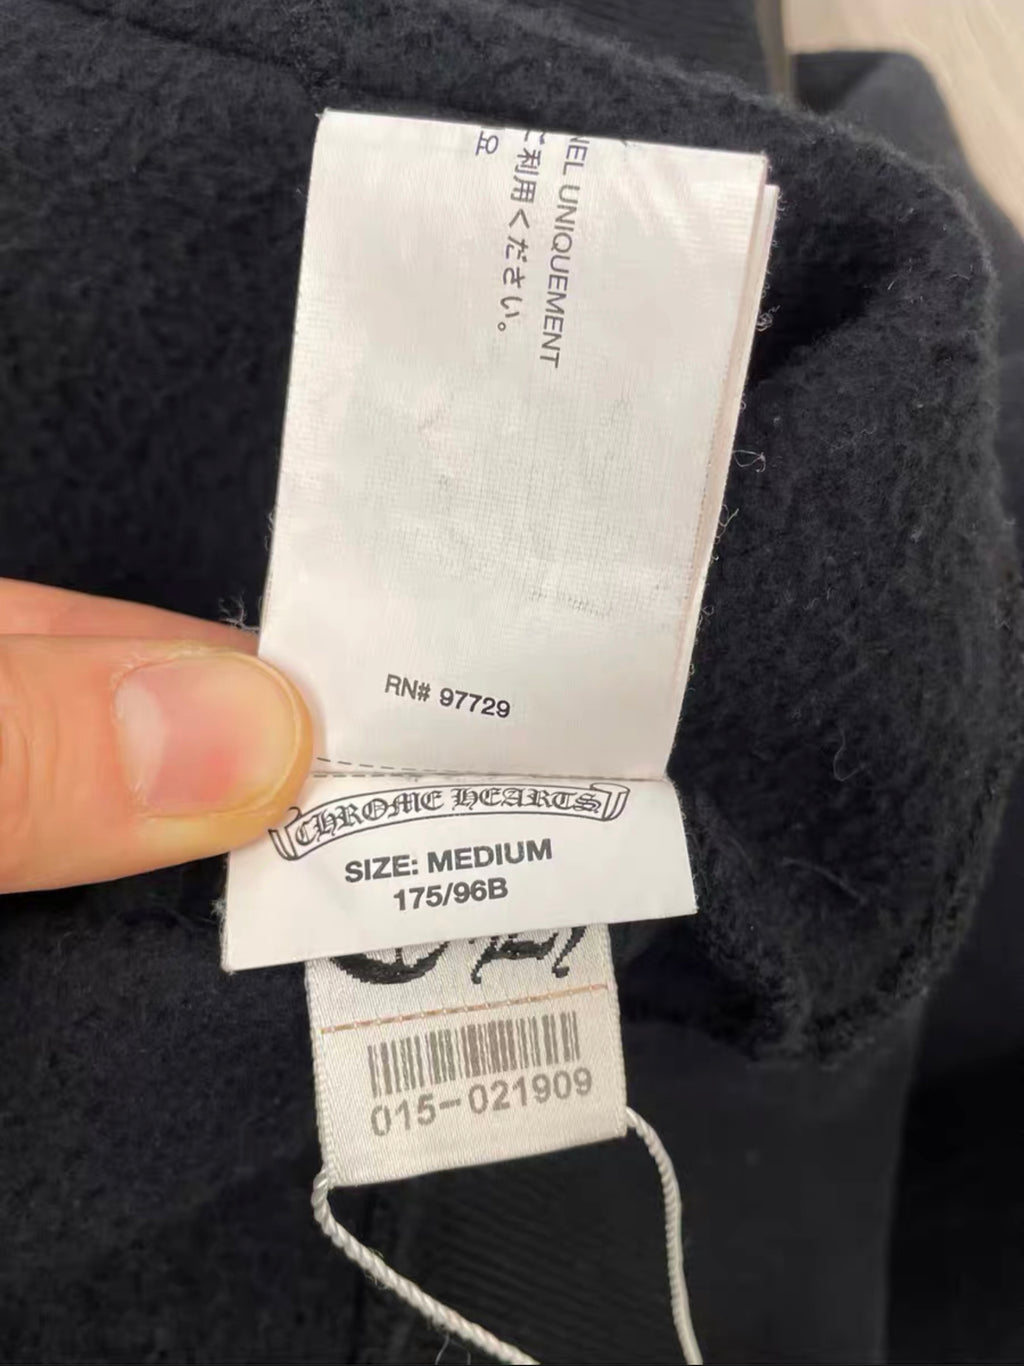 NEL UNIQUEMENT
ご利用ください。
요
RN# 97729
CHROME HEARTS
SIZE: MEDIUM
175/96B
015-021909